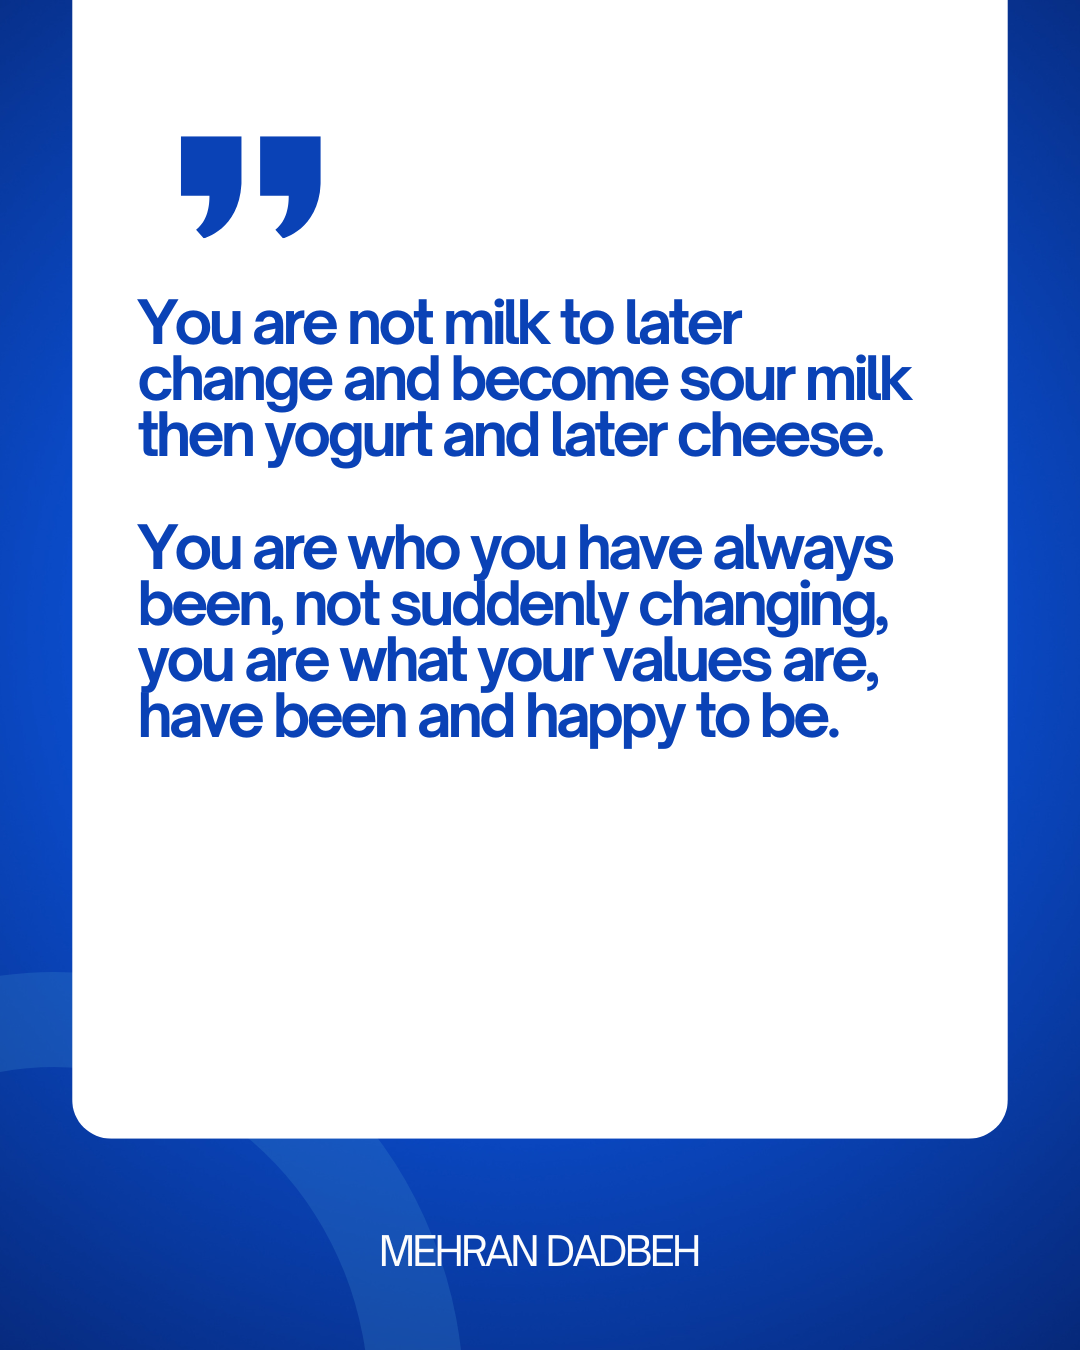 ”
You are not milk to later
change and become sour milk
then yogurt and later cheese.
You are who you have always
been, not suddenly changing,
you are what your values are,
have been and happy to be.
MEHRAN DADBEH